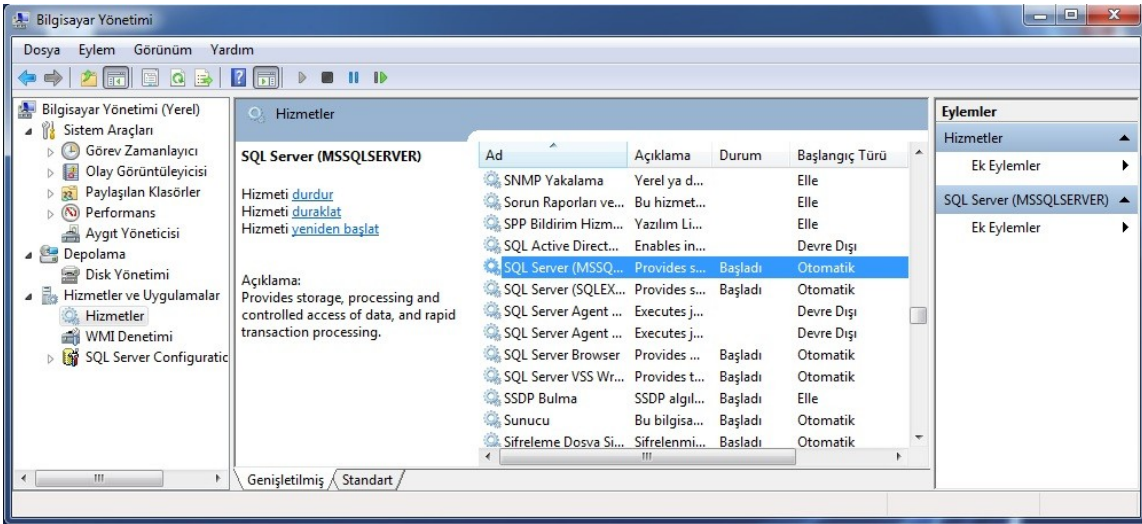 Bilgisayar Yönetimi
Dosya Eylem Görünüm Yardım
Bilgisayar Yönetimi (Yerel)
Sistem Araçları
Görev Zamanlayıcı
Olay Görüntüleyicisi
Paylaşılan Klasörler
Performans
Aygıt Yöneticisi
Depolama
Disk Yönetimi
Hizmetler ve Uygulamalar
Hizmetler
WMI Denetimi
SQL Server Configuratic
Hizmetler
SQL Server (MSSQLSERVER)
Hizmeti durdur
Hizmeti duraklat
Hizmeti yeniden başlat
Açıklama:
Provides storage, processing and
controlled access of data, and rapid
transaction processing.
Ad Açıklama Durum Başlangıç Türü
SNMP Yakalama Yerel ya d... Elle
Sorun Raporları ve... Bu hizmet... Elle
SPP Bildirim Hizm... Yazılım Li... Elle
SQL Active Direct... Enables in... Devre Dışı
SQL Server (MSSQ... Provides s... Başladı Otomatik
SQL Server (SQLEX... Provides s... Başladı Otomatik
SQL Server Agent ... Executes j... Devre Dışı
SQL Server Agent ... Executes j... Devre Dışı
SQL Server Browser Provides ... Başladı Otomatik
SQL Server VSS Wr... Provides t... Başladı Otomatik
SSDP Bulma SSDP algıl... Başladı Elle
Sunucu Bu bilgisa... Başladı Otomatik
Şifreleme Dosya Si... Şifrelenmi... Başladı Otomatik
Genişletilmiş Standart
Eylemler
Hizmetler
Ek Eylemler
SQL Server (MSSQLSERVER)
Ek Eylemler